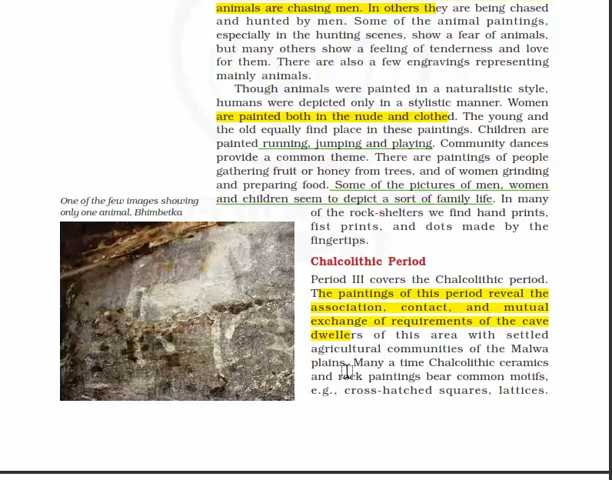 animals are chasing men. In others they are being chased
and hunted by men. Some of the animal paintings,
especially in the hunting scenes, show a fear of animals,
but many others show a feeling of tenderness and love
for them. There are also a few engravings representing
mainly animals.
Though animals were painted in a naturalistic style,
humans were depicted only in a stylistic manner. Women
are painted both in the nude and clothed. The young and
the old equally find place in these paintings. Children are
painted running, jumping and playing. Community dances
provide a common theme. There are paintings of people
gathering fruit or honey from trees, and of women grinding
and preparing food. Some of the pictures of men, women
and children seem to depict a sort of family life. In many
of the rock-shelters we find hand prints,
fist prints, and dots made by the
fingertips.
One of the few images showing
only one animal, Bhimbetka
Chalcolithic Period
Period III covers the Chalcolithic period.
The paintings of this period reveal the
association, contact, and mutual
exchange of requirements of the cave
dwellers of this area with settled
agricultural communities of the Malwa
plains. Many a time Chalcolithic ceramics
and rock paintings bear common motifs,
e.g., cross-hatched squares, lattices.